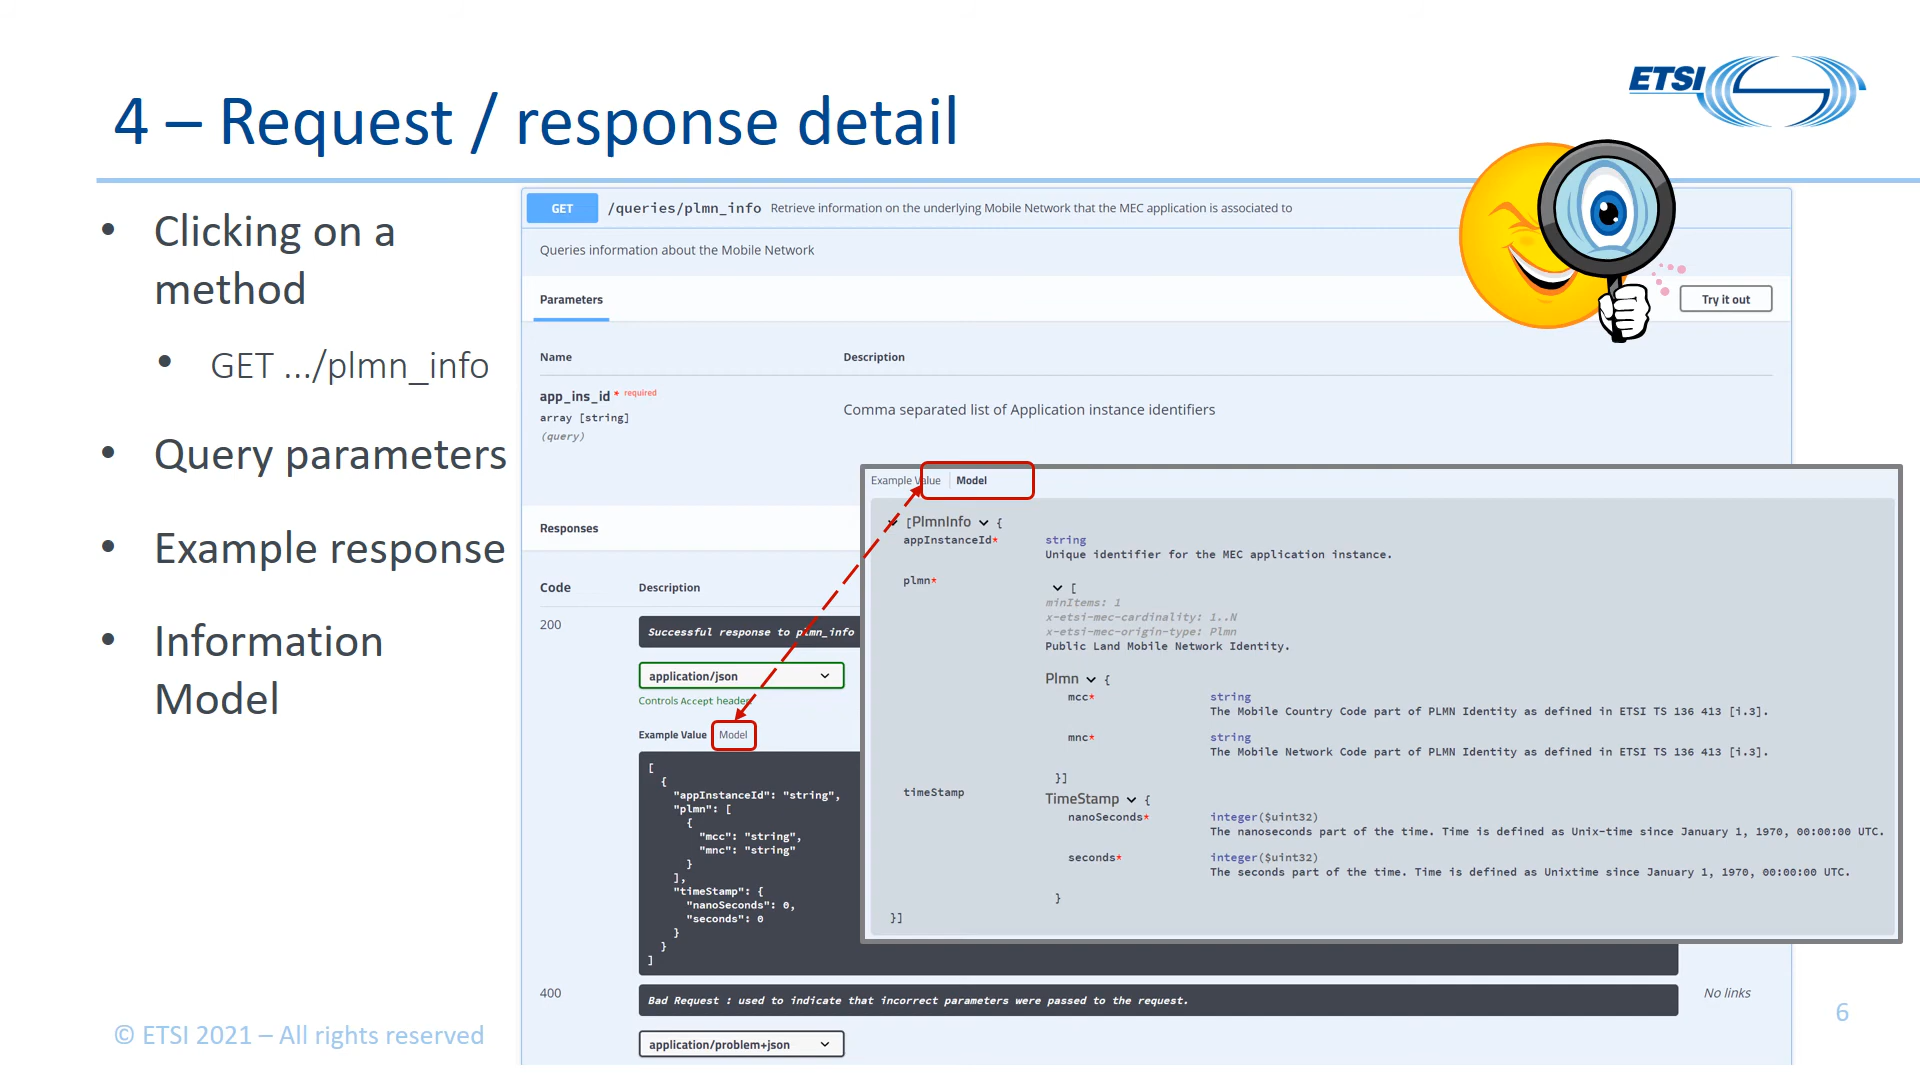 ETSI
4 – Request / response detail
• Clicking on a
method
• GET .../plmn_info
• Query parameters
• Example response
• Information
Model
GET /queries/plmn_info Retrieve information on the underlying Mobile Network that the MEC application is associated to
Queries information about the Mobile Network
Parameters
Try it out
Name Description
app_ins_id * required
array [string]
(query)
Comma separated list of Application instance identifiers
Responses
Code Description
200
Successful response to plmn_info
application/json
Controls Accept header
Example Value Model
[
{
"appInstanceId": "string",
"plmn": [
{
"mcc": "string",
"mnc": "string"
}
],
"timeStamp": {
"nanoSeconds": 0,
"seconds": 0
}
}
]
Example Value Model
[PlmnInfo {
appInstanceId* string
Unique identifier for the MEC application instance.
plmn* [
minItems: 1
x-etsi-mec-cardinality: 1..N
x-etsi-mec-origin-type: Plmn
Public Land Mobile Network Identity.
Plmn {
mcc* string
The Mobile Country Code part of PLMN Identity as defined in ETSI TS 136 413 [i.3].
mnc* string
The Mobile Network Code part of PLMN Identity as defined in ETSI TS 136 413 [i.3].
}]
timeStamp TimeStamp {
nanoSeconds* integer($uint32)
The nanoseconds part of the time. Time is defined as Unix-time since January 1, 1970, 00:00:00 UTC.
seconds* integer($uint32)
The seconds part of the time. Time is defined as Unixtime since January 1, 1970, 00:00:00 UTC.
}
}]
400
Bad Request : used to indicate that incorrect parameters were passed to the request.
No links
application/problem+json
© ETSI 2021 – All rights reserved
6